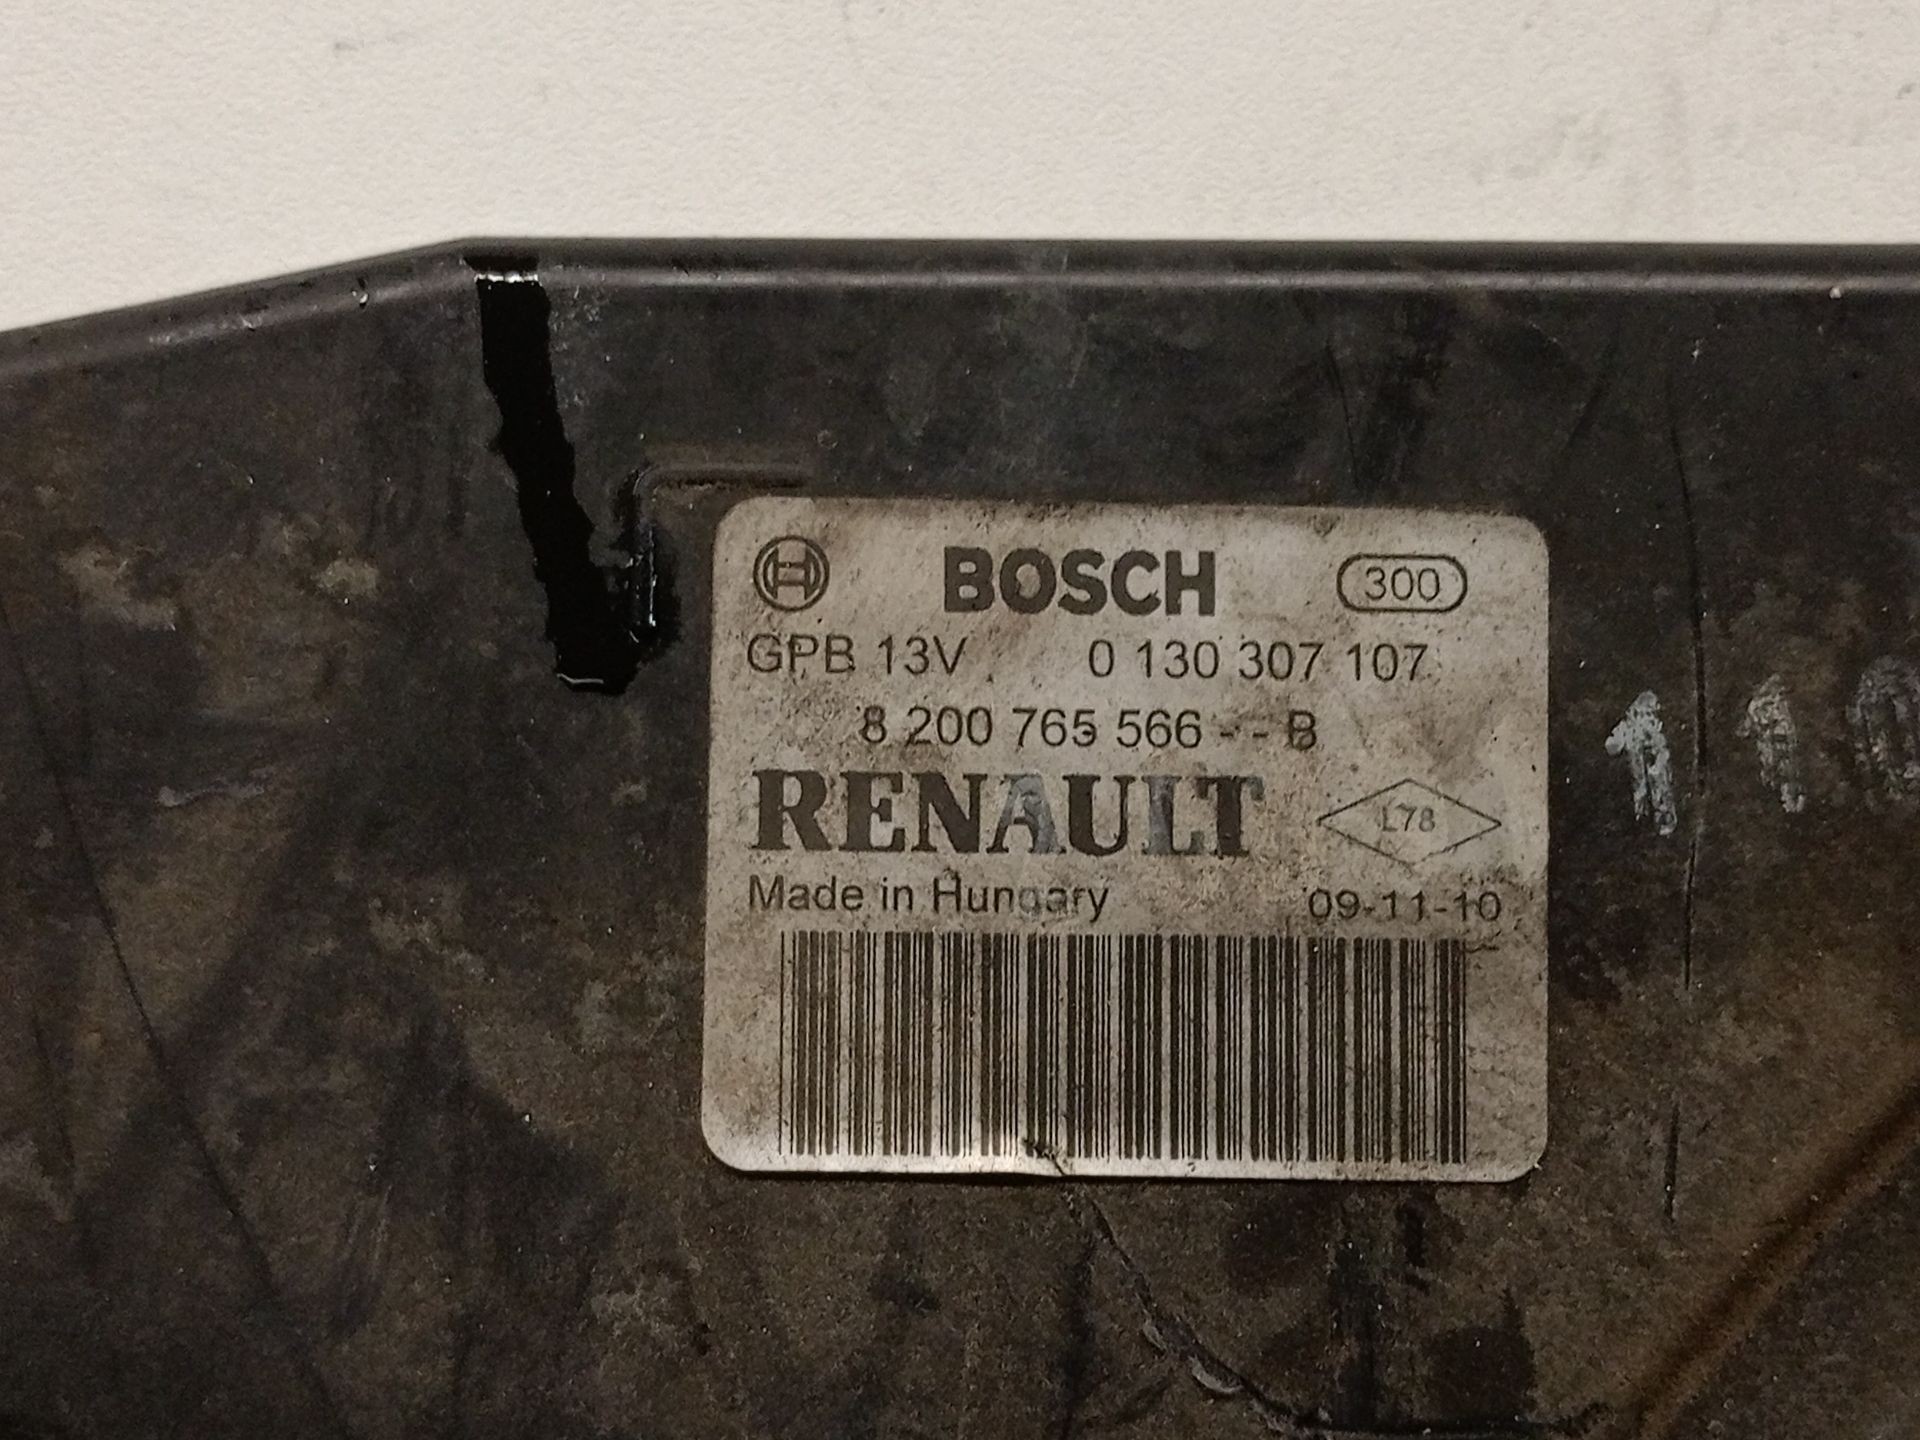 BOSCH 300
GPB 13V 0 130 307 107
8 200 765 566 - - B
RENAULT L78
Made in Hungary 09-11-10
110